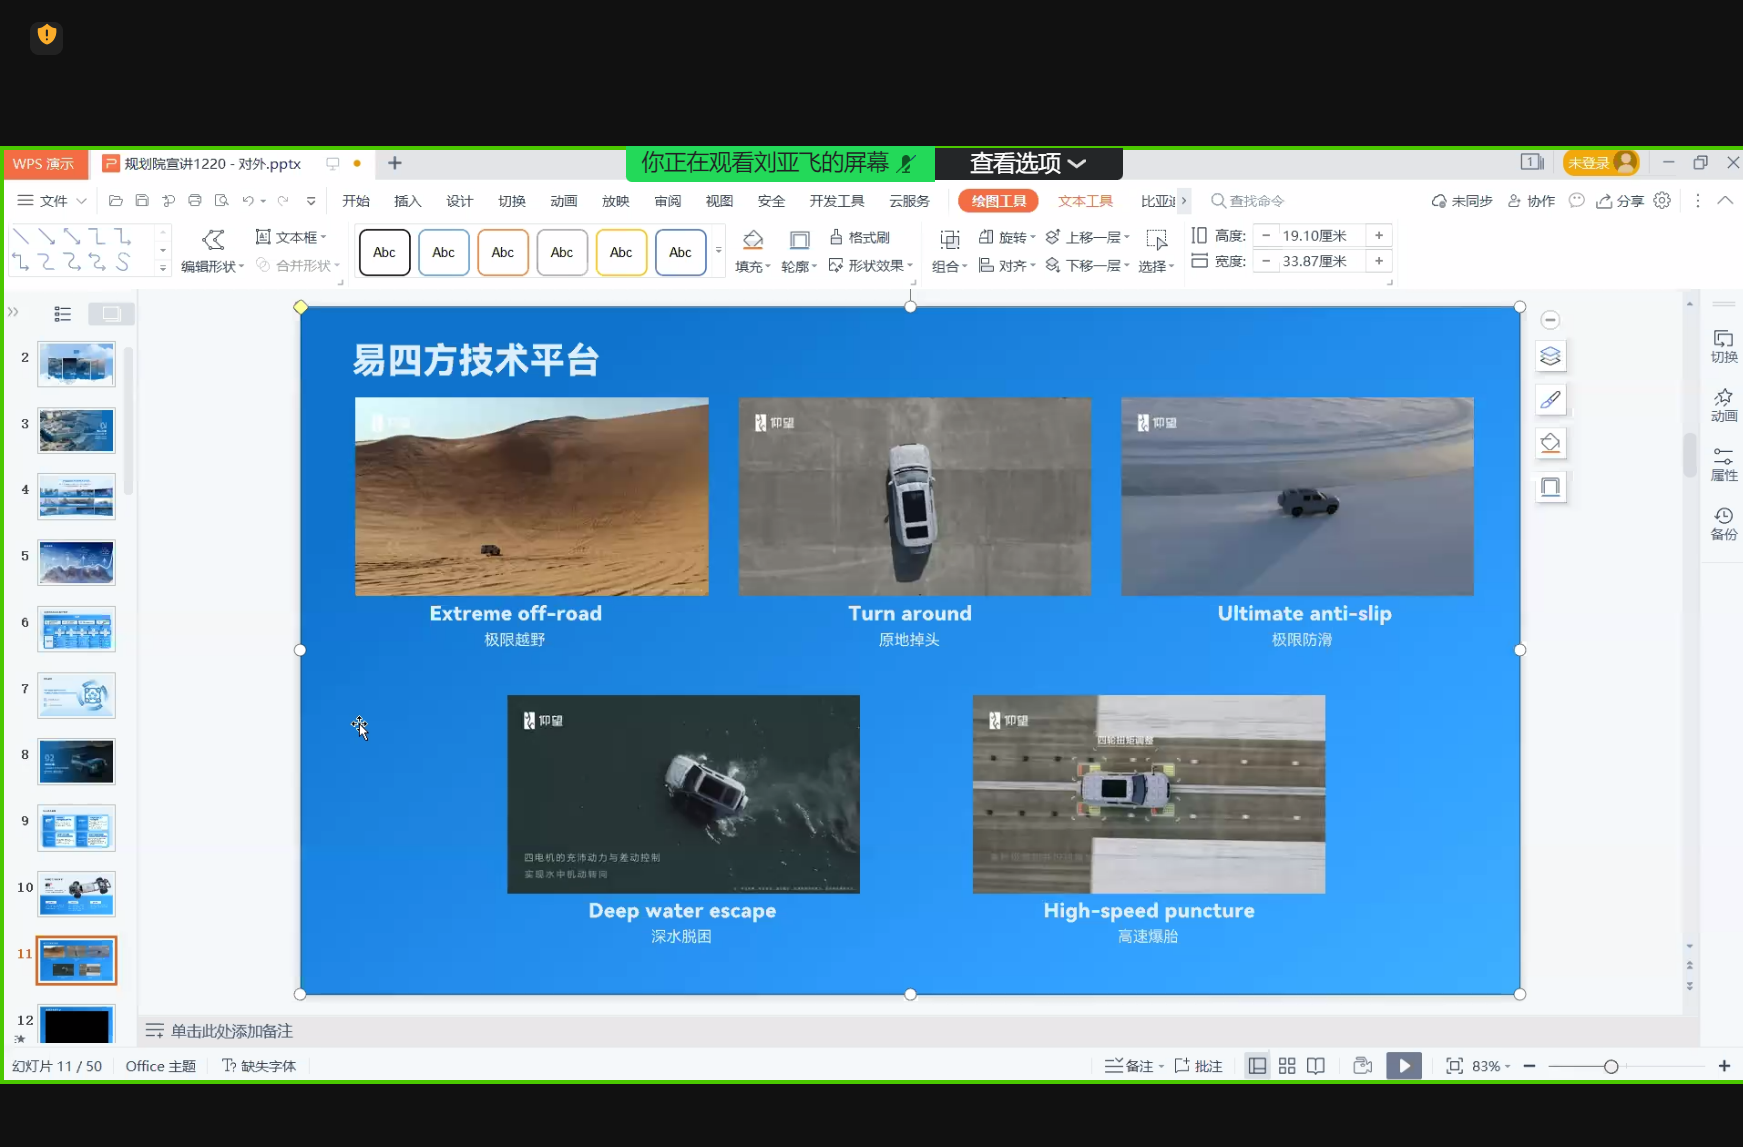 WPS 演示
规划院宣讲1220 - 对外.pptx
你正在观看刘亚飞的屏幕
查看选项
1
未登录
文件
开始 插入 设计 切换 动画 放映 审阅 视图 安全 开发工具 云服务 绘图工具 文本工具 比亚
查找命令
未同步 协作 分享
编辑形状
文本框
合并形状
Abc Abc Abc Abc Abc Abc
填充 轮廓
格式刷
形状效果
组合
旋转
对齐
上移一层
下移一层
选择
高度: 19.10厘米
宽度: 33.87厘米
2
3
4
5
6
7
8
9
10
11
12
易四方技术平台
仰望
仰望
Extreme off-road
极限越野
Turn around
原地掉头
Ultimate anti-slip
极限防滑
仰望
四电机的充沛动力与差动控制
实现水中机动转向
仰望
四轮扭矩调整
Deep water escape
深水脱困
High-speed puncture
高速爆胎
切换
动画
属性
备份
单击此处添加备注
幻灯片 11 / 50
Office 主题
缺失字体
备注
批注
83%